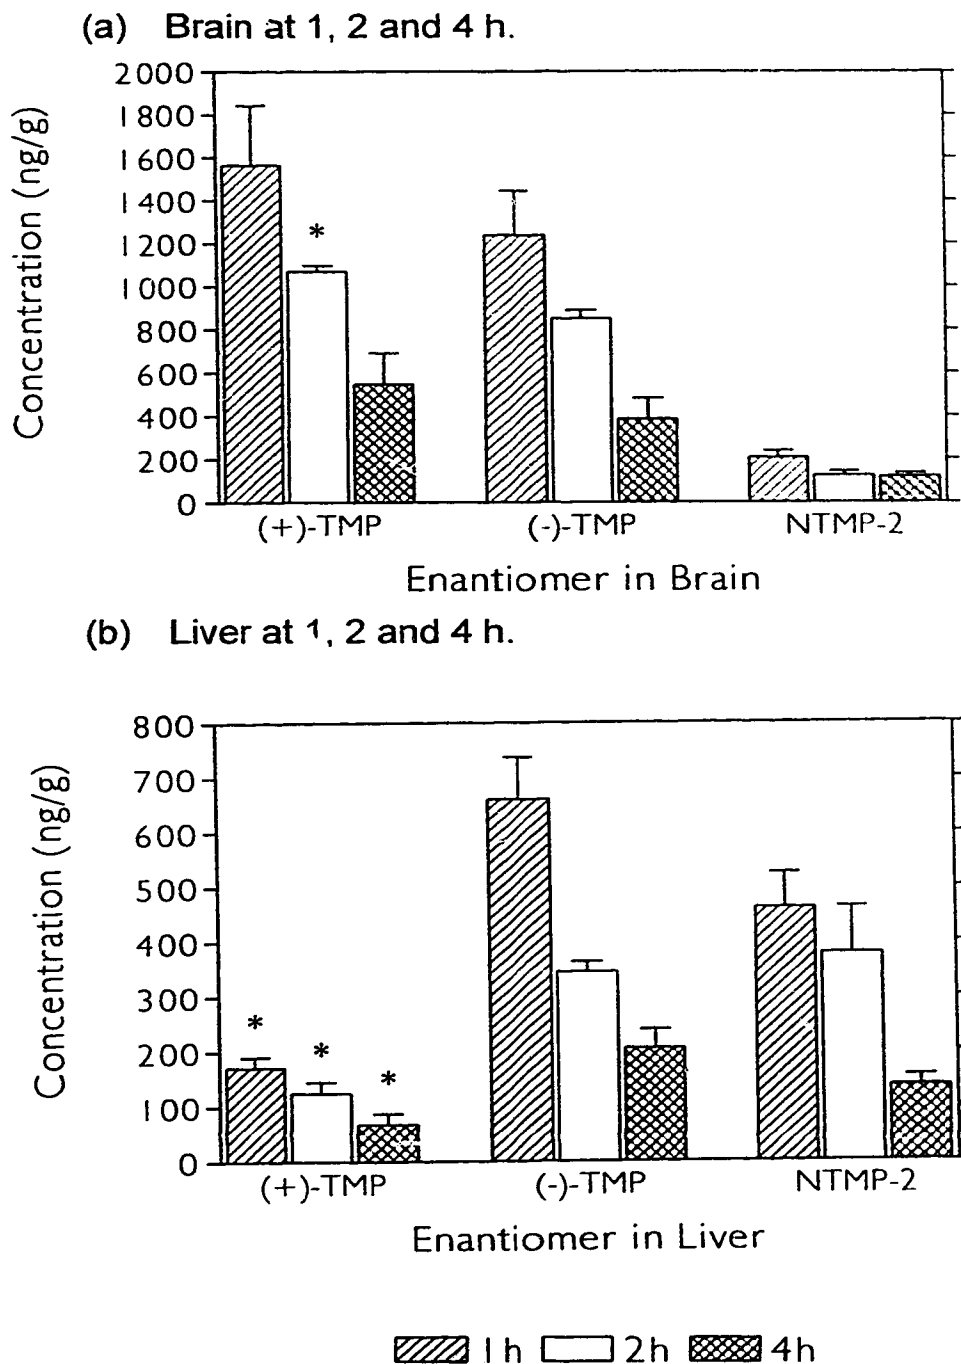 (a) Brain at 1, 2 and 4 h.
2000
1800
1600
1400
1200
1000
800
600
400
200
0
Concentration (ng/g)
*
(+)-TMP (-)-TMP NTMP-2
Enantiomer in Brain
(b) Liver at 1, 2 and 4 h.
800
700
600
500
400
300
200
100
0
Concentration (ng/g)
* * *
(+)-TMP (-)-TMP NTMP-2
Enantiomer in Liver
1h 2h 4h